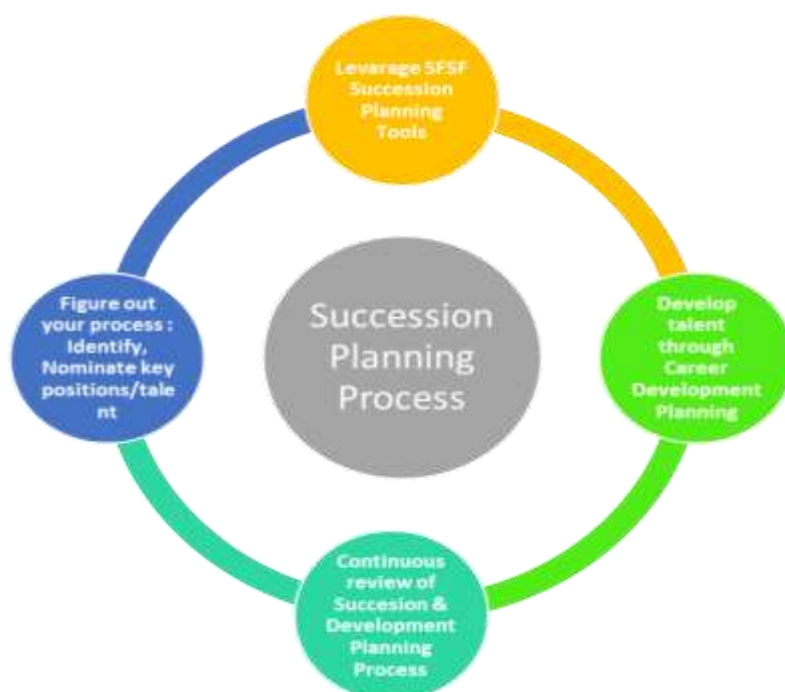 Levarage SFSF
Succession
Planning
Tools
Figure out
your process :
Identify,
Nominate key
positions/tale
nt
Succession
Planning
Process
Develop
talent
through
Career
Development
Planning
Continuous
review of
Succesion &
Development
Planning
Process